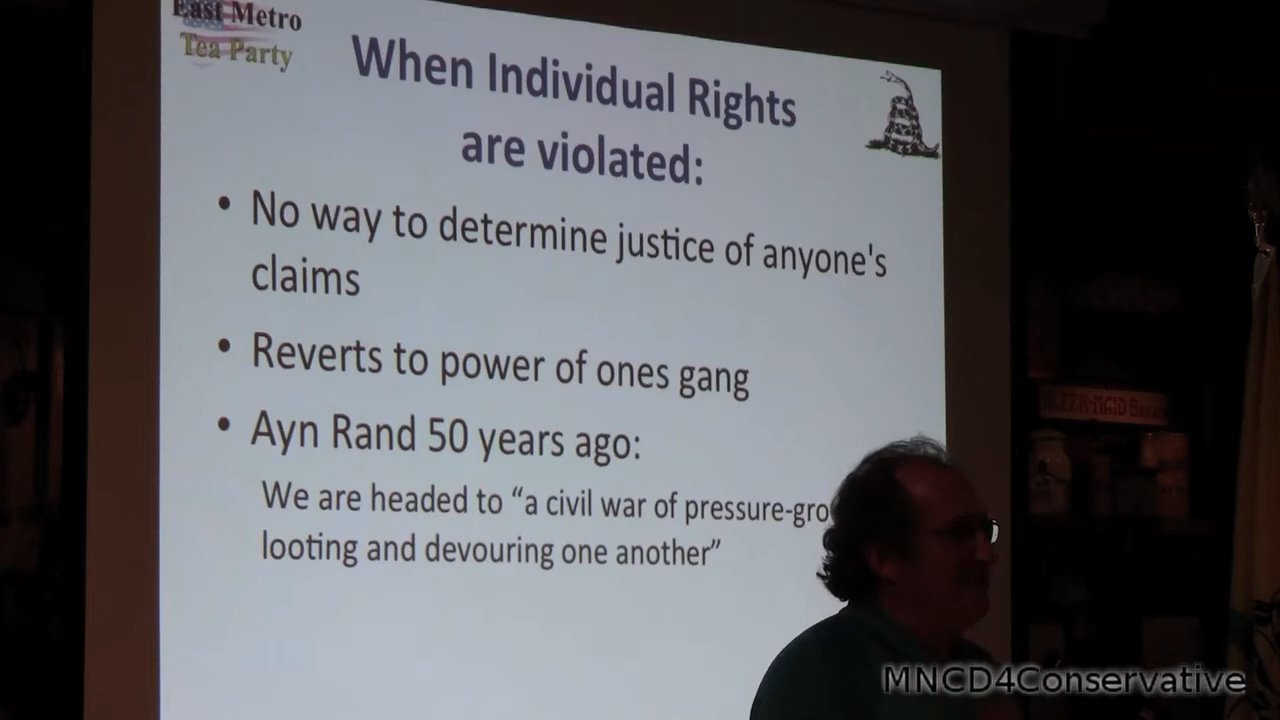 East Metro
Tea Party
When Individual Rights
are violated:
• No way to determine justice of anyone's
claims
• Reverts to power of ones gang
• Ayn Rand 50 years ago:
We are headed to “a civil war of pressure-gro
looting and devouring one another”
MNCD4Conservative